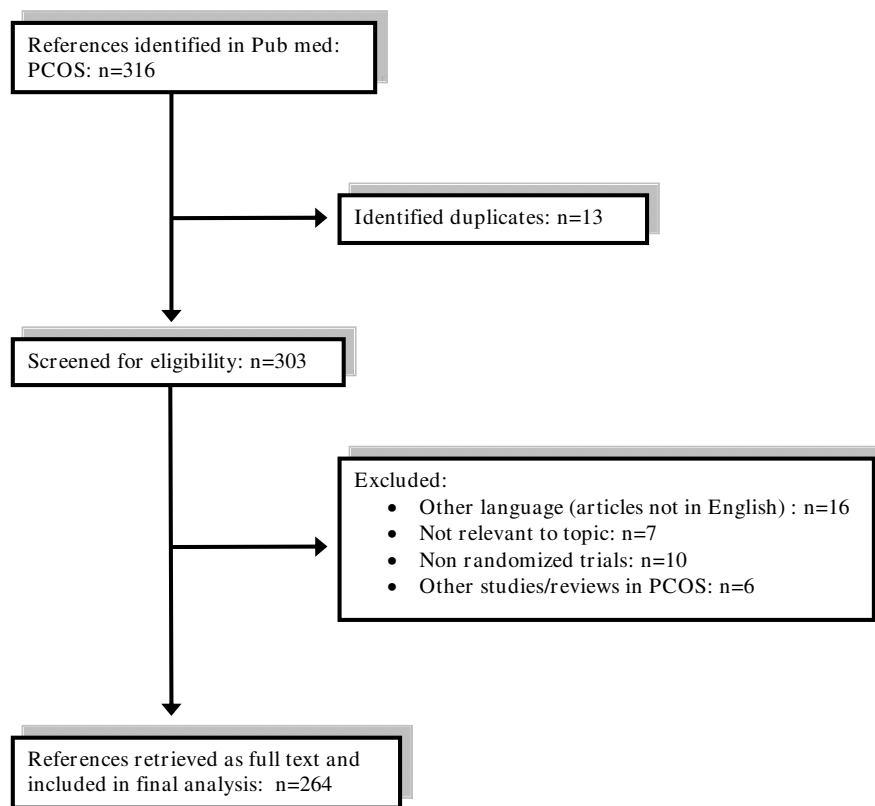 References identified in Pub med:
PCOS: n=316
Identified duplicates: n=13
Screened for eligibility: n=303
Excluded:
• Other language (articles not in English) : n=16
• Not relevant to topic: n=7
• Non randomized trials: n=10
• Other studies/reviews in PCOS: n=6
References retrieved as full text and
included in final analysis: n=264